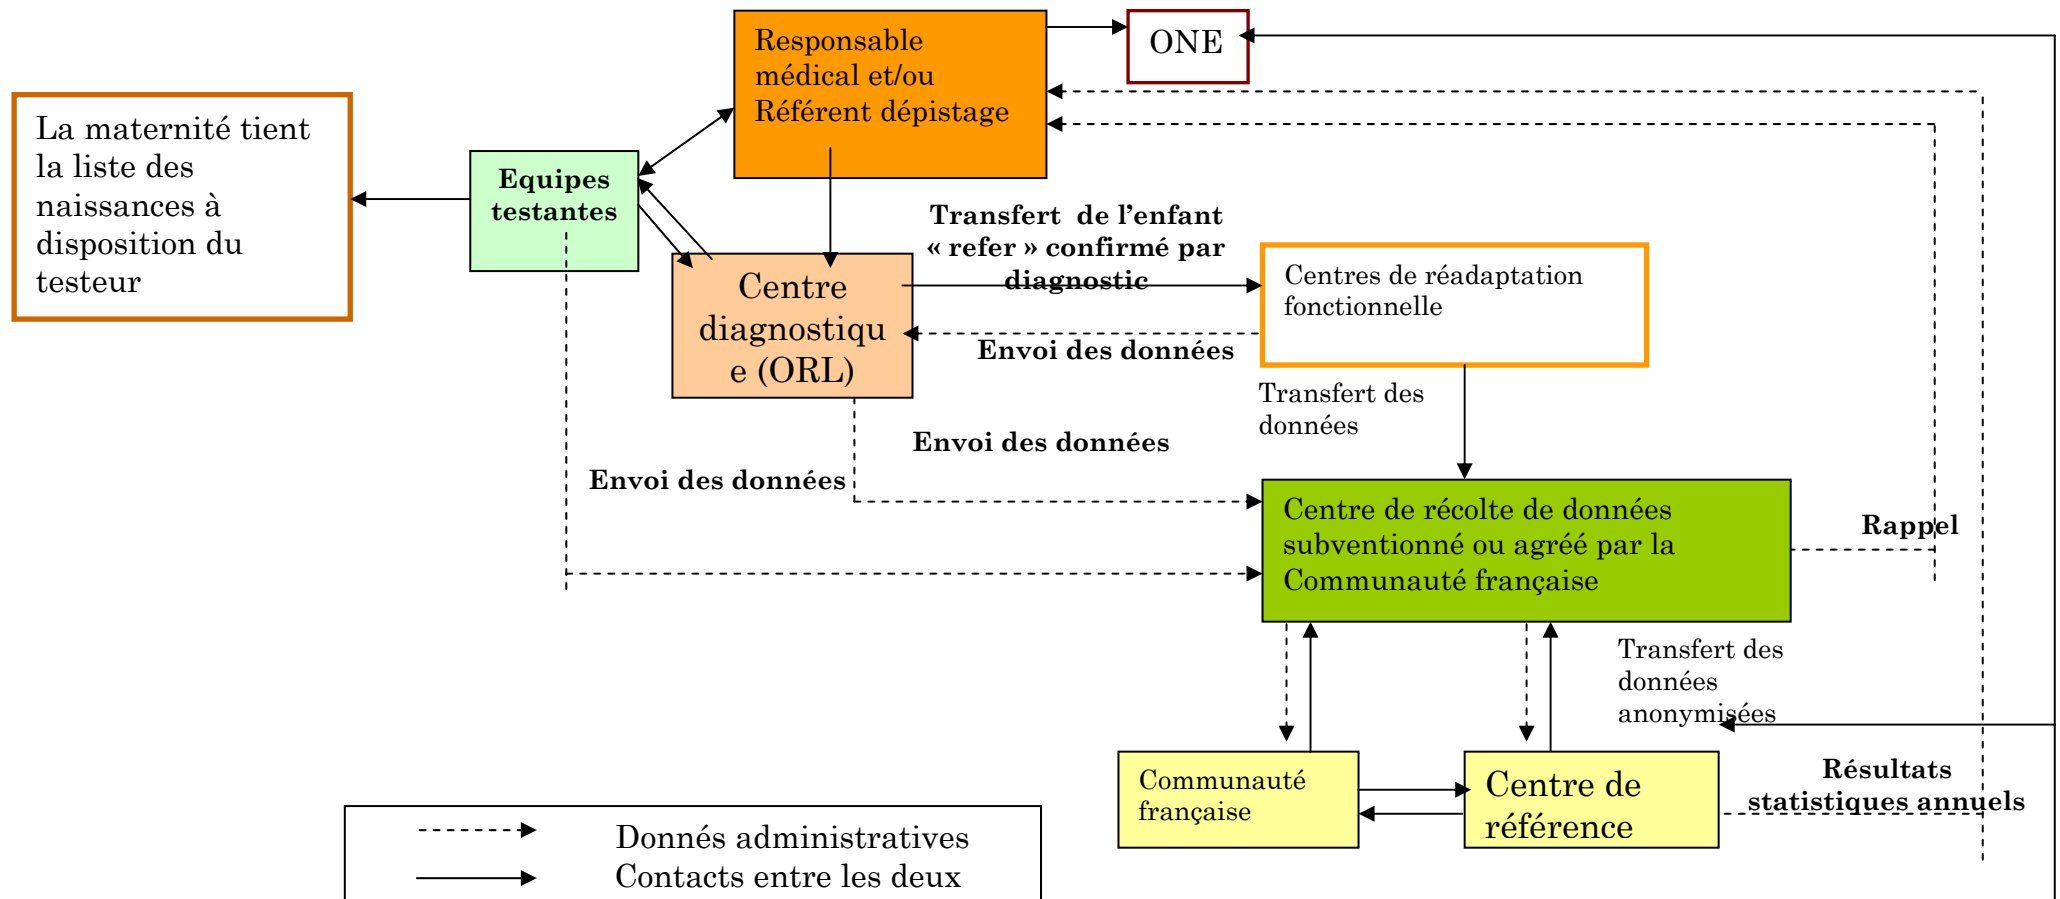 Responsable
médical et/ou
Référent dépistage
ONE
La maternité tient
la liste des
naissances à
disposition du
testeur
Equipes
testantes
Transfert de l’enfant
« refer » confirmé par
diagnostic
Centre
diagnostiqu
e (ORL)
Centres de réadaptation
fonctionnelle
Envoi des données
Transfert des
données
Envoi des données
Envoi des données
Centre de récolte de données
subventionné ou agréé par la
Communauté française
Rappel
Transfert des
données
anonymisées
Communauté
française
Centre de
référence
Résultats
statistiques annuels
Donnés administratives
Contacts entre les deux